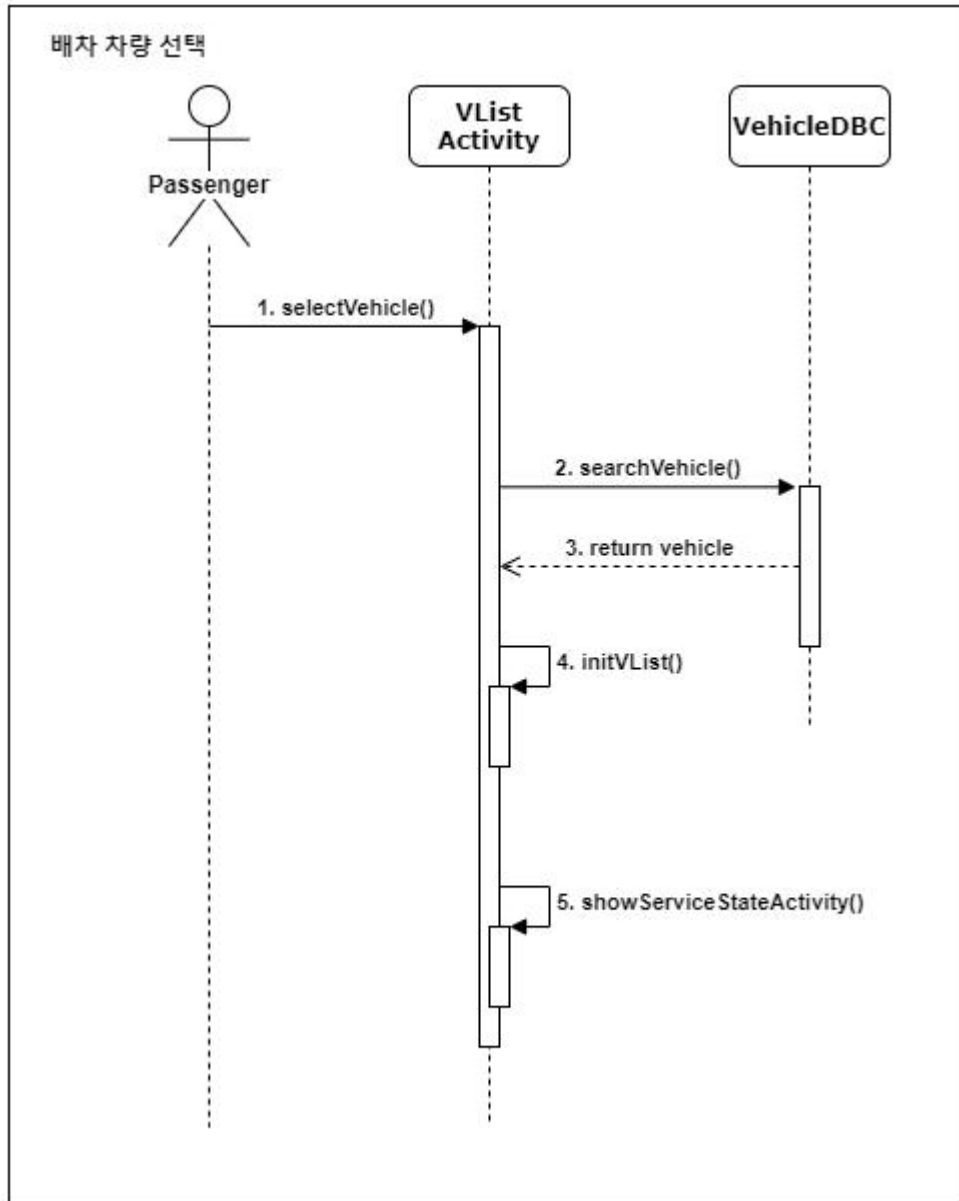 배차 차량 선택
Passenger
VList
Activity
VehicleDBC
1. selectVehicle()
2. searchVehicle()
3. return vehicle
4. initVList()
5. showServiceStateActivity()